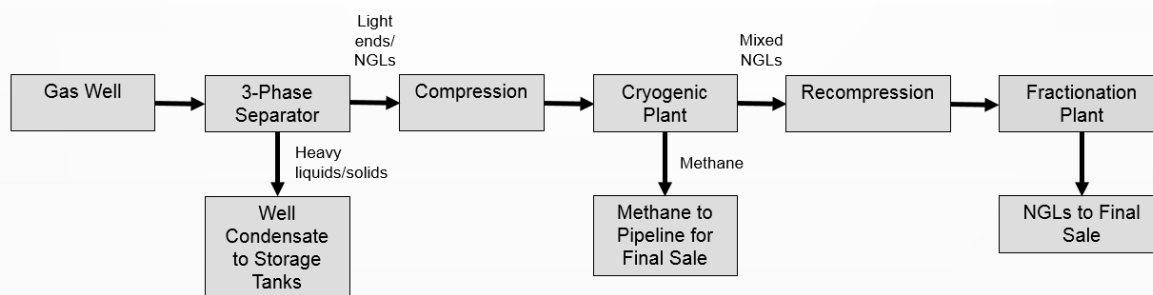 Light
ends/
NGLs
Mixed
NGLs
Gas Well
3-Phase
Separator
Compression
Cryogenic
Plant
Recompression
Fractionation
Plant
Heavy
liquids/solids
Methane
Well
Condensate
to Storage
Tanks
Methane to
Pipeline for
Final Sale
NGLs to Final
Sale